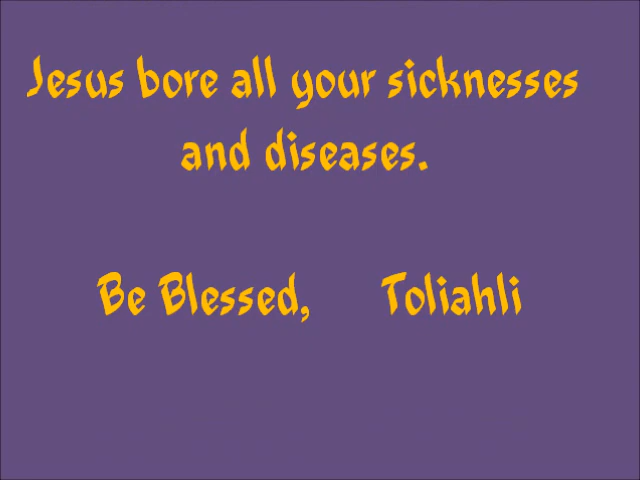 Jesus bore all your sicknesses
and diseases.
Be Blessed, Toliahli